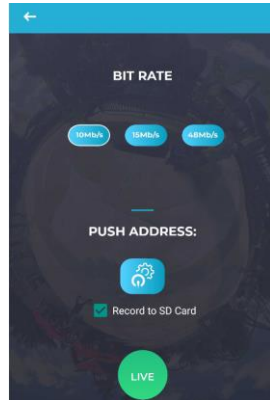 BIT RATE
10Mb/s 15Mb/s 48Mb/s
PUSH ADDRESS:
Record to SD Card
LIVE